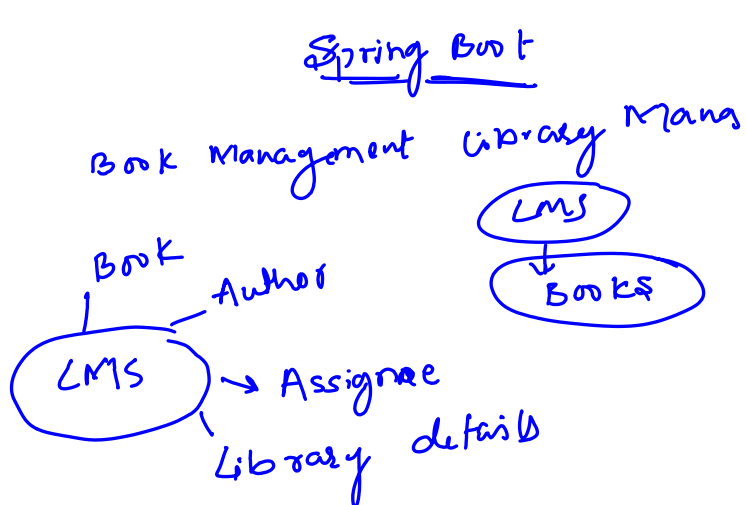 Spring Boot
Book Management Library Mana
LMS
Books
Book
Author
LMS
Assignee
Library details